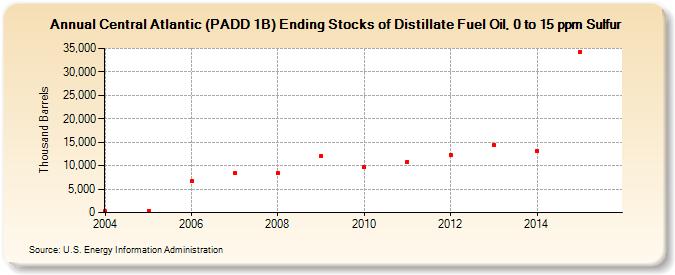 Annual Central Atlantic (PADD 1B) Ending Stocks of Distillate Fuel Oil, 0 to 15 ppm Sulfur
Thousand Barrels
35,000
30,000
25,000
20,000
15,000
10,000
5,000
0
2004 2006 2008 2010 2012 2014
Source: U.S. Energy Information Administration